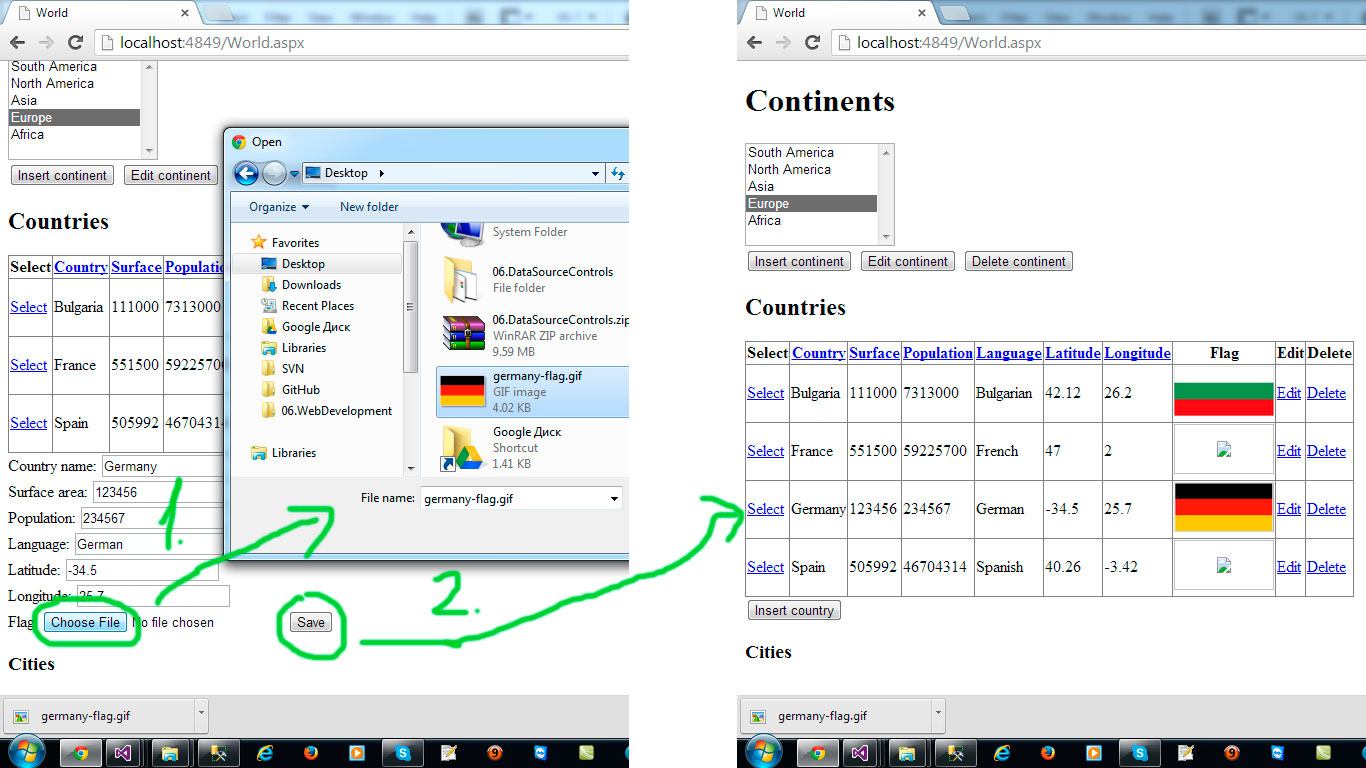 World
localhost:4849/World.aspx
South America
North America
Asia
Europe
Africa
Insert continent Edit continent
Countries
Select Country Surface
Select Bulgaria 111000 7313000
Select France 551500 59225700
Select Spain 505992 46704314
Country name: Germany
Surface area: 123456
Population: 234567
Language: German
Latitude: -34.5
Longitude: 25.7
Choose File No file chosen Save
Cities
Open
Desktop
Organize New folder
Favorites
Desktop
Downloads
Recent Places
Google Диск
Libraries
SVN
GitHub
06.WebDevelopment
Libraries
System Folder
06.DataSourceControls
File folder
06.DataSourceControls.zip
WinRAR ZIP archive
9.59 MB
germany-flag.gif
GIF image
4.02 KB
Google Диск
Shortcut
1.41 KB
File name: germany-flag.gif
1.
2.
germany-flag.gif
World
localhost:4849/World.aspx
Continents
South America
North America
Asia
Europe
Africa
Insert continent Edit continent Delete continent
Countries
Select Country Surface Population Language Latitude Longitude Flag Edit Delete
Select Bulgaria 111000 7313000 Bulgarian 42.12 26.2 Edit Delete
Select France 551500 59225700 French 47 2 Edit Delete
Select Germany 123456 234567 German -34.5 25.7 Edit Delete
Select Spain 505992 46704314 Spanish 40.26 -3.42 Edit Delete
Insert country
Cities
germany-flag.gif